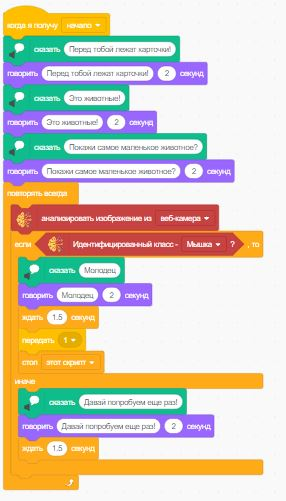 когда я получу начало
сказать Перед тобой лежат карточки!
говорить Перед тобой лежат карточки! 2 секунд
сказать Это животные!
говорить Это животные! 2 секунд
сказать Покажи самое маленькое животное?
говорить Покажи самое маленькое животное? 2 секунд
повторять всегда
анализировать изображение из веб-камера
если Идентифицированный класс - Мышка ? , то
сказать Молодец
говорить Молодец 2 секунд
ждать 1.5 секунд
передать 1
стоп этот скрипт
иначе
сказать Давай попробуем еще раз!
говорить Давай попробуем еще раз! 2 секунд
ждать 1.5 секунд